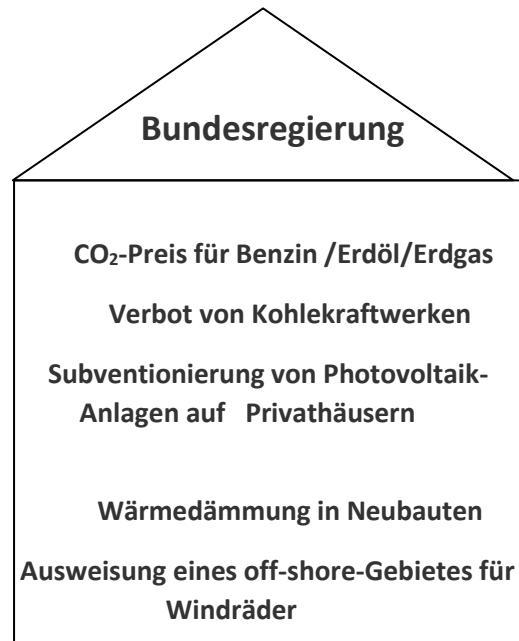 Bundesregierung
CO₂-Preis für Benzin /Erdöl/Erdgas
Verbot von Kohlekraftwerken
Subventionierung von Photovoltaik-
Anlagen auf Privathäusern
Wärmedämmung in Neubauten
Ausweisung eines off-shore-Gebietes für
Windräder